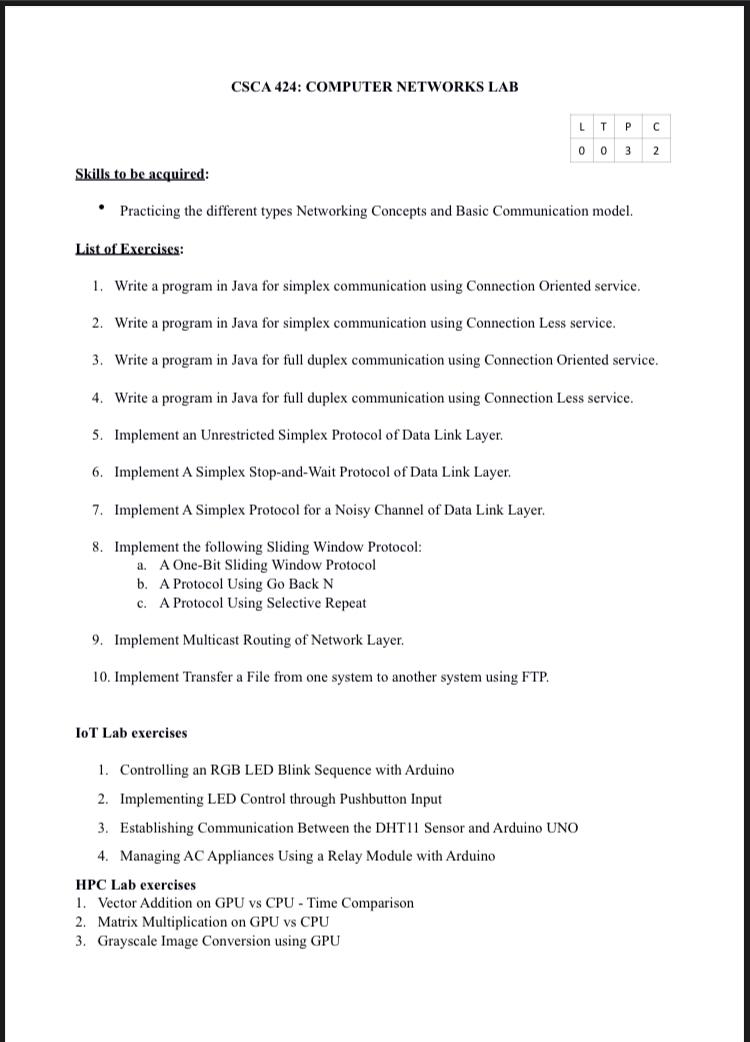 CSCA 424: COMPUTER NETWORKS LAB
L T P C
0 0 3 2
Skills to be acquired:
• Practicing the different types Networking Concepts and Basic Communication model.
List of Exercises:
1. Write a program in Java for simplex communication using Connection Oriented service.
2. Write a program in Java for simplex communication using Connection Less service.
3. Write a program in Java for full duplex communication using Connection Oriented service.
4. Write a program in Java for full duplex communication using Connection Less service.
5. Implement an Unrestricted Simplex Protocol of Data Link Layer.
6. Implement A Simplex Stop-and-Wait Protocol of Data Link Layer.
7. Implement A Simplex Protocol for a Noisy Channel of Data Link Layer.
8. Implement the following Sliding Window Protocol:
a. A One-Bit Sliding Window Protocol
b. A Protocol Using Go Back N
c. A Protocol Using Selective Repeat
9. Implement Multicast Routing of Network Layer.
10. Implement Transfer a File from one system to another system using FTP.
IoT Lab exercises
1. Controlling an RGB LED Blink Sequence with Arduino
2. Implementing LED Control through Pushbutton Input
3. Establishing Communication Between the DHT11 Sensor and Arduino UNO
4. Managing AC Appliances Using a Relay Module with Arduino
HPC Lab exercises
1. Vector Addition on GPU vs CPU - Time Comparison
2. Matrix Multiplication on GPU vs CPU
3. Grayscale Image Conversion using GPU